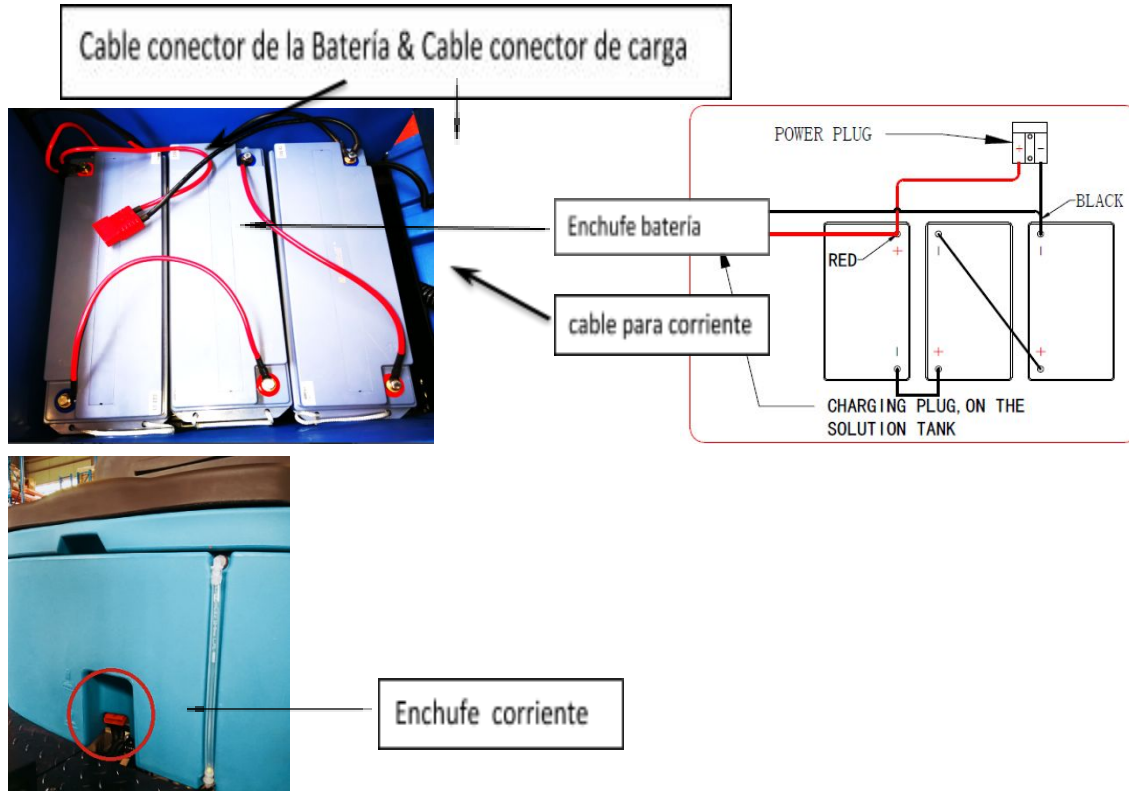 Cable conector de la Batería & Cable conector de carga
POWER PLUG
+ -
BLACK
Enchufe batería
RED
+ - -
cable para corriente
- + +
CHARGING PLUG, ON THE
SOLUTION TANK
Enchufe corriente